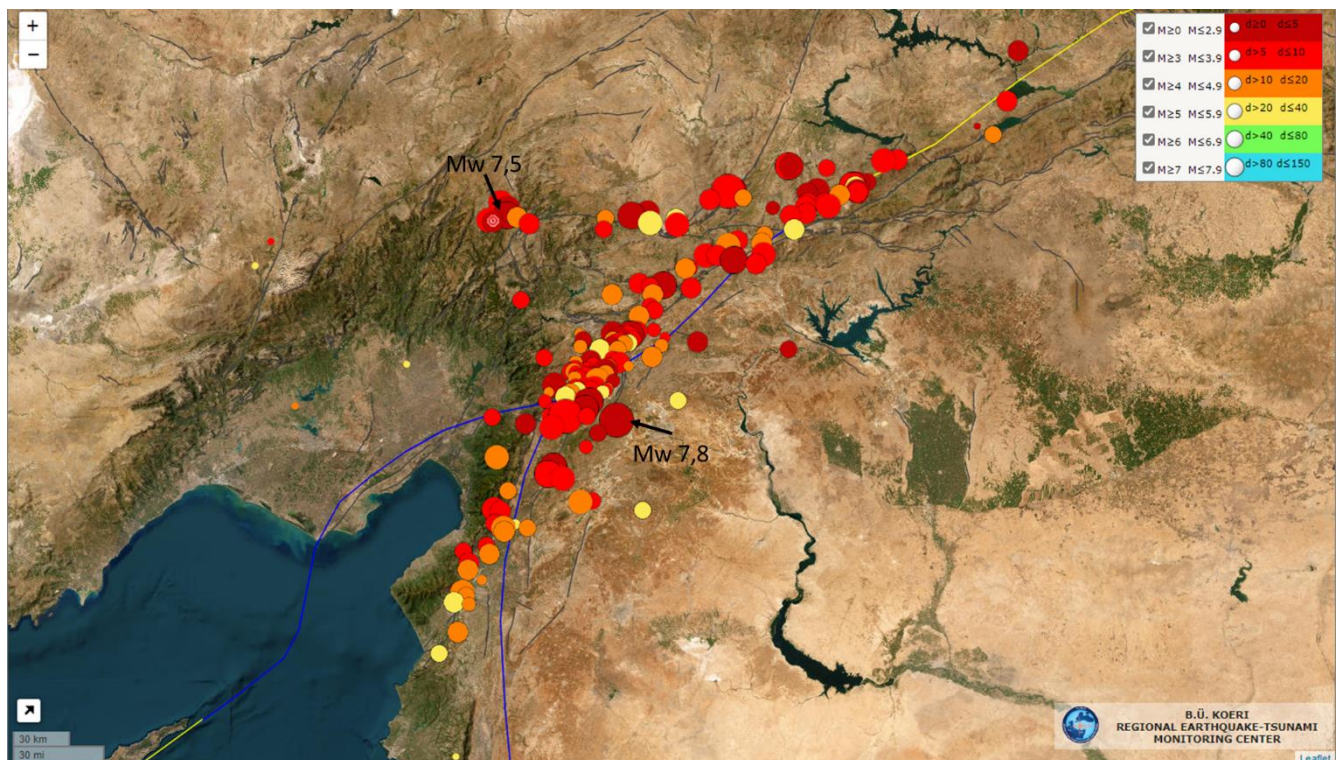 +
−
M≥0 M≤2.9 d≥0 d≤5
M≥3 M≤3.9 d>5 d≤10
M≥4 M≤4.9 d>10 d≤20
M≥5 M≤5.9 d>20 d≤40
M≥6 M≤6.9 d>40 d≤80
M≥7 M≤7.9 d>80 d≤150
Mw 7,5
Mw 7,8
30 km
30 mi
B.Ü. KOERI
REGIONAL EARTHQUAKE-TSUNAMI
MONITORING CENTER
Leaflet